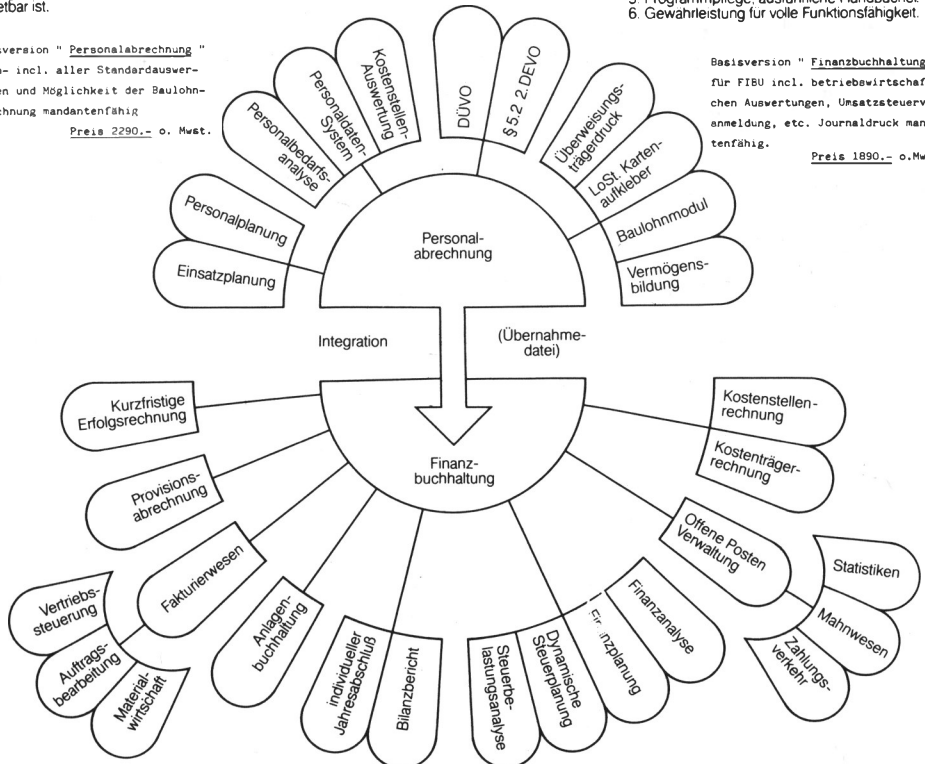 etbar ist.
5. Programmpflege, ausführliche Handbücher.
6. Gewährleistung für volle Funktionsfähigkeit.
sversion " Personalabrechnung "
n- incl. aller Standardauswer-
en und Möglichkeit der Baulohn-
chnung mandantenfähig
Preis 2290.- o. Mwst.
Basisversion " Finanzbuchhaltung
für FIBU incl. betriebswirtschaf
chen Auswertungen, Umsatzsteuerv
anmeldung, etc. Journaldruck man
tenfähig.
Preis 1890.- o.Mw
Einsatzplanung
Personalplanung
Personalbedarfs-
analyse
Personaldaten-
System
Kostenstellen-
Auswertung
DÜVO
§ 5.2 2.DEVO
Überweisungs-
trägerdruck
LoSt. Karten-
aufkleber
Baulohnmodul
Vermögens-
bildung
Personal-
abrechnung
Integration
(Übernahme-
datei)
Finanz-
buchhaltung
Kurzfristige
Erfolgsrechnung
Provisions-
abrechnung
Fakturierwesen
Vertriebs-
steuerung
Auftrags-
bearbeitung
Material-
wirtschaft
Anlagen-
buchhaltung
individueller
Jahresabschluß
Bilanzbericht
Steuerbe-
lastungsanalyse
Dynamische
Steuerplanung
Finanzanalyse
Offene Posten
Verwaltung
Zahlungs-
verkehr
Mahnwesen
Statistiken
Kostenträger-
rechnung
Kostenstellen-
rechnung